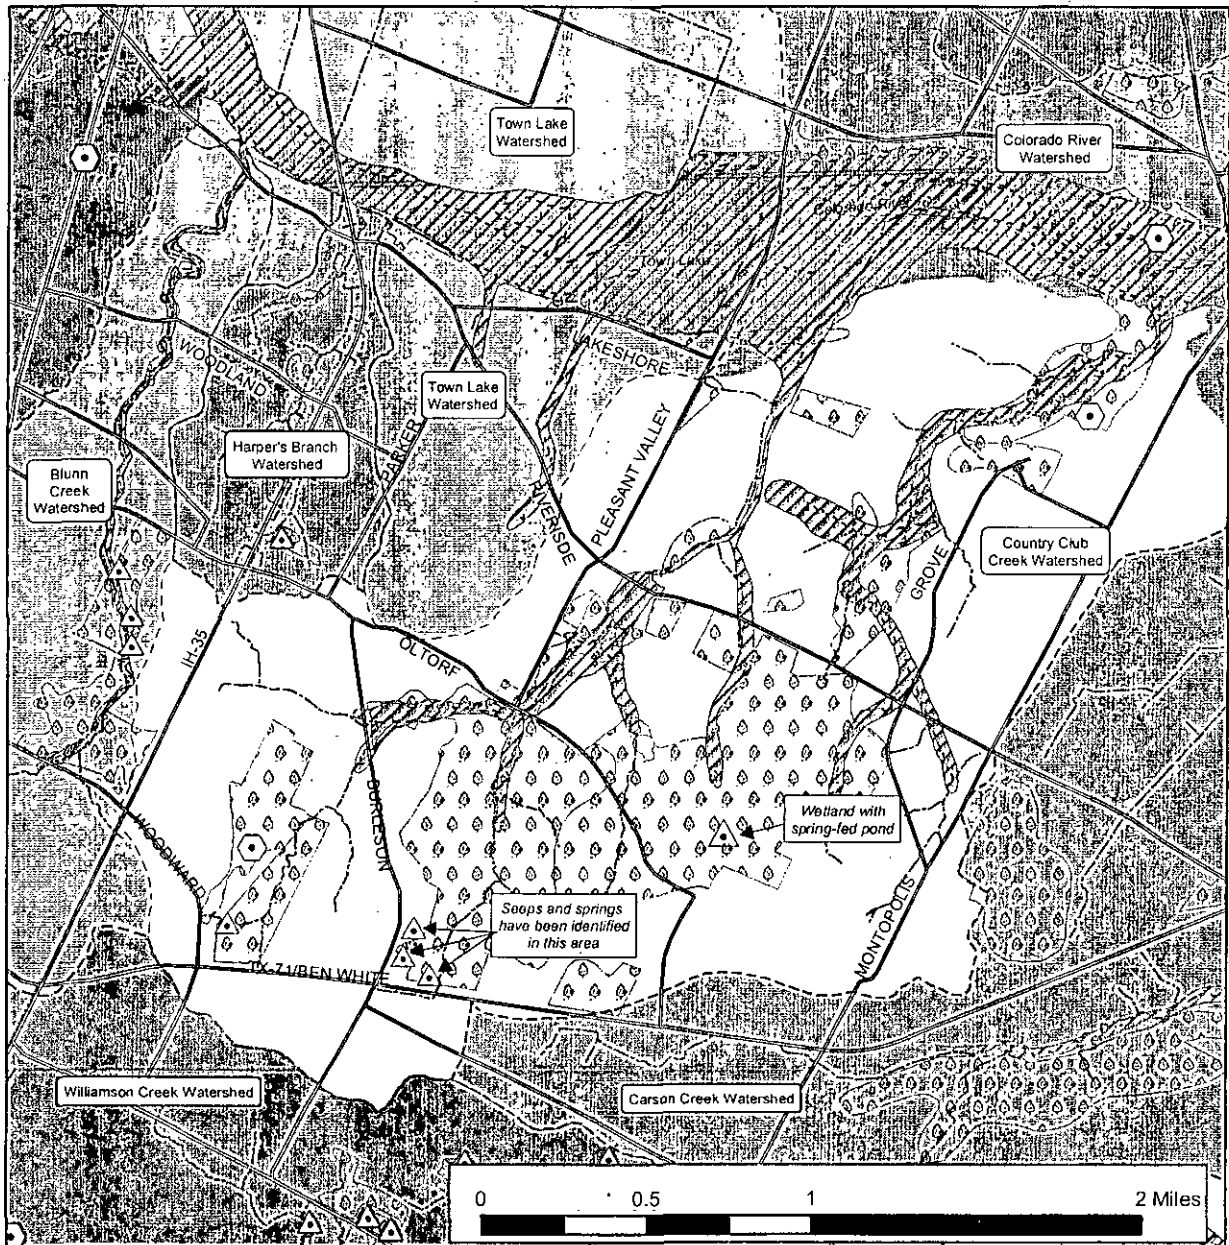 Town Lake
Watershed
Colorado River
Watershed
Colorado River
Town Lake
LAKESHORE
WOODLAND
Town Lake
Watershed
PARKER
Harper's Branch
Watershed
PLEASANT VALLEY
RIVERISDE
Blunn
Creek
Watershed
Country Club
Creek Watershed
GROVE
IH-35
OLTORF
BURLESON
Wetland with
spring-fed pond
WOODWARD
Seeps and springs
have been identified
in this area
MONTOPOLIS
TX-71/BEN WHITE
Williamson Creek Watershed
Carson Creek Watershed
0 0.5 1 2 Miles